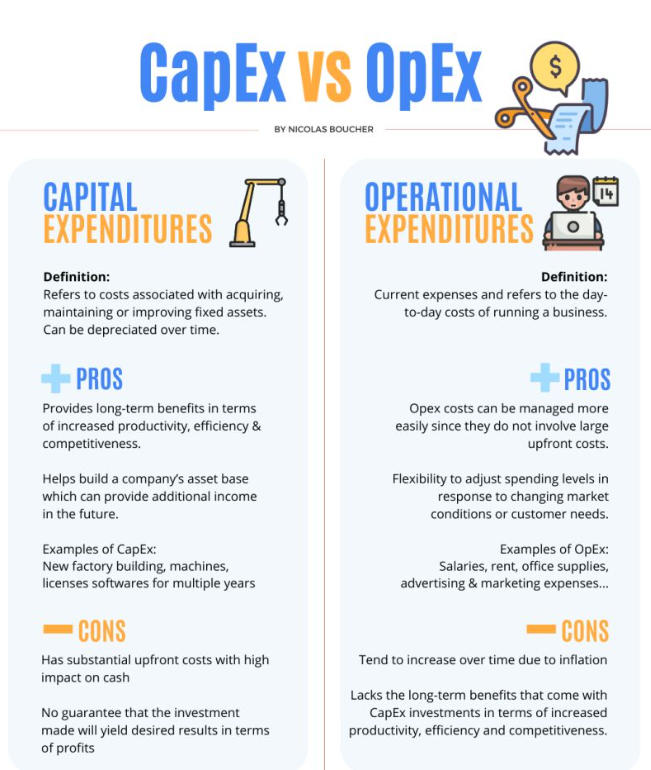 CapEx vs OpEx
$
BY NICOLAS BOUCHER
CAPITAL
EXPENDITURES
Definition:
Refers to costs associated with acquiring,
maintaining or improving fixed assets.
Can be depreciated over time.
PROS
Provides long-term benefits in terms
of increased productivity, efficiency &
competitiveness.
Helps build a company's asset base
which can provide additional income
in the future.
Examples of CapEx:
New factory building, machines,
licenses softwares for multiple years
CONS
Has substantial upfront costs with high
impact on cash
No guarantee that the investment
made will yield desired results in terms
of profits
OPERATIONAL
EXPENDITURES
14
Definition:
Current expenses and refers to the day-
to-day costs of running a business.
PROS
Opex costs can be managed more
easily since they do not involve large
upfront costs.
Flexibility to adjust spending levels in
response to changing market
conditions or customer needs.
Examples of OpEx:
Salaries, rent, office supplies,
advertising & marketing expenses...
CONS
Tend to increase over time due to inflation
Lacks the long-term benefits that come with
CapEx investments in terms of increased
productivity, efficiency and competitiveness.